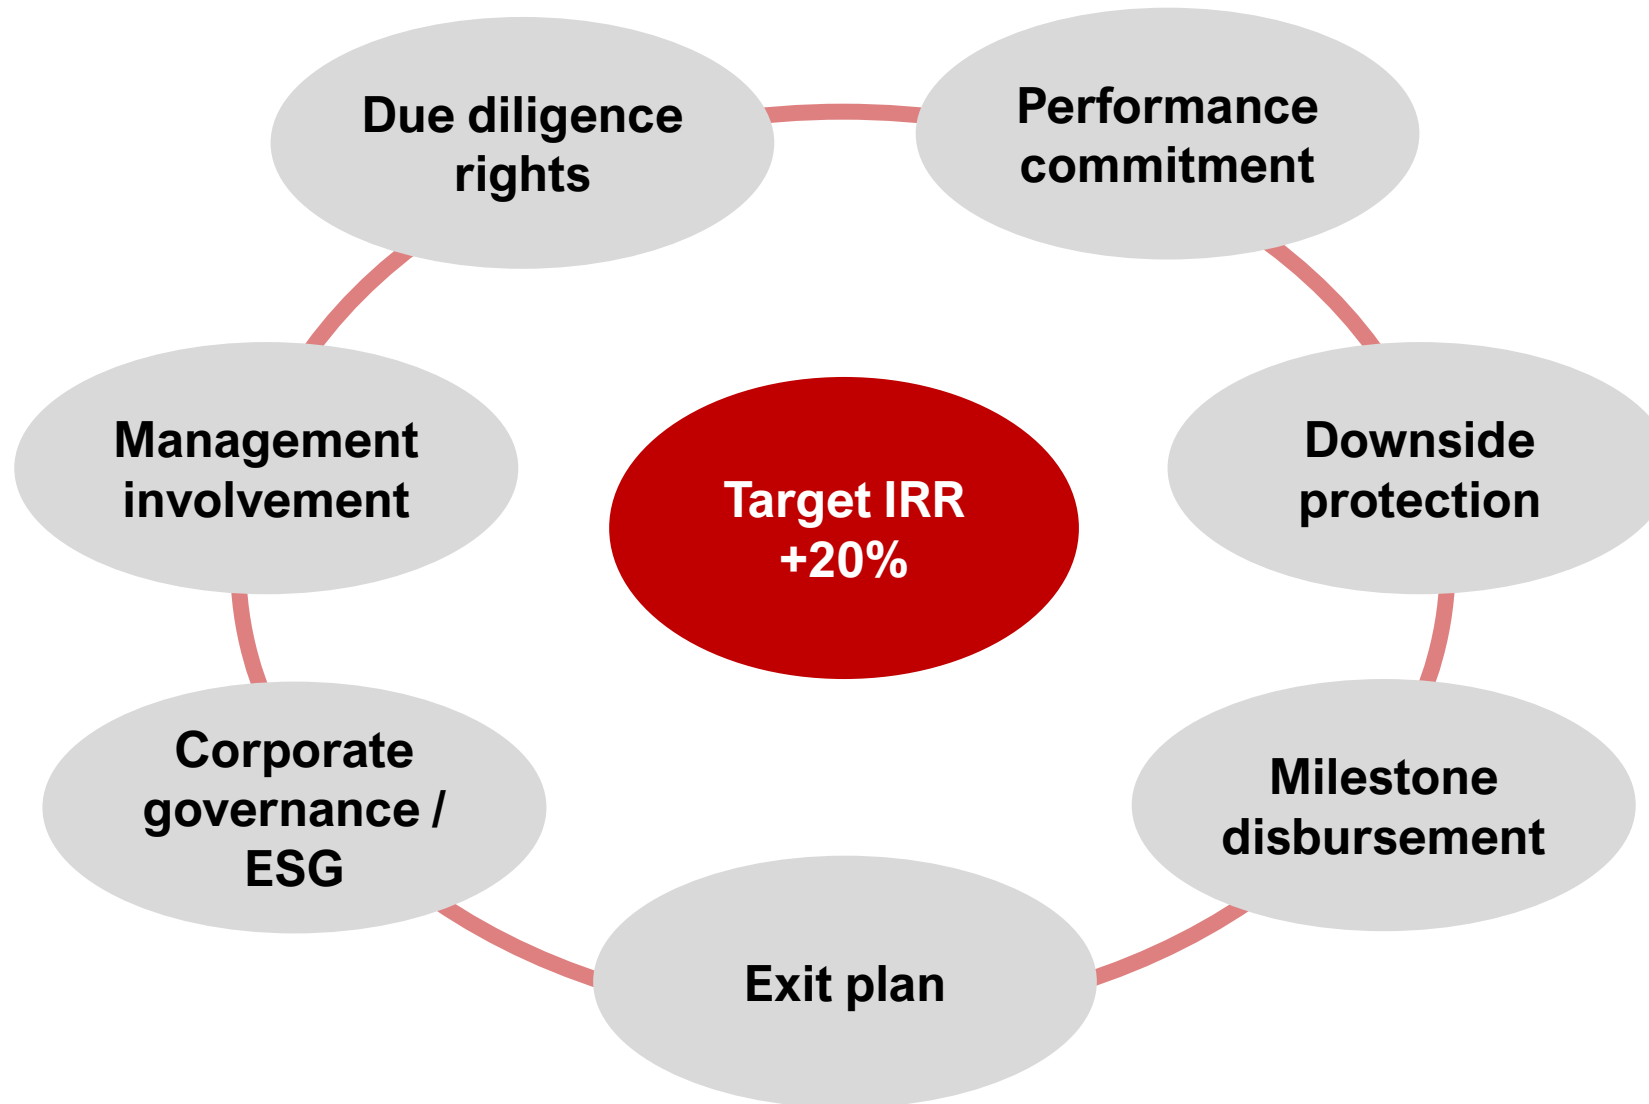 Due diligence
rights
Performance
commitment
Management
involvement
Target IRR
+20%
Downside
protection
Corporate
governance /
ESG
Milestone
disbursement
Exit plan